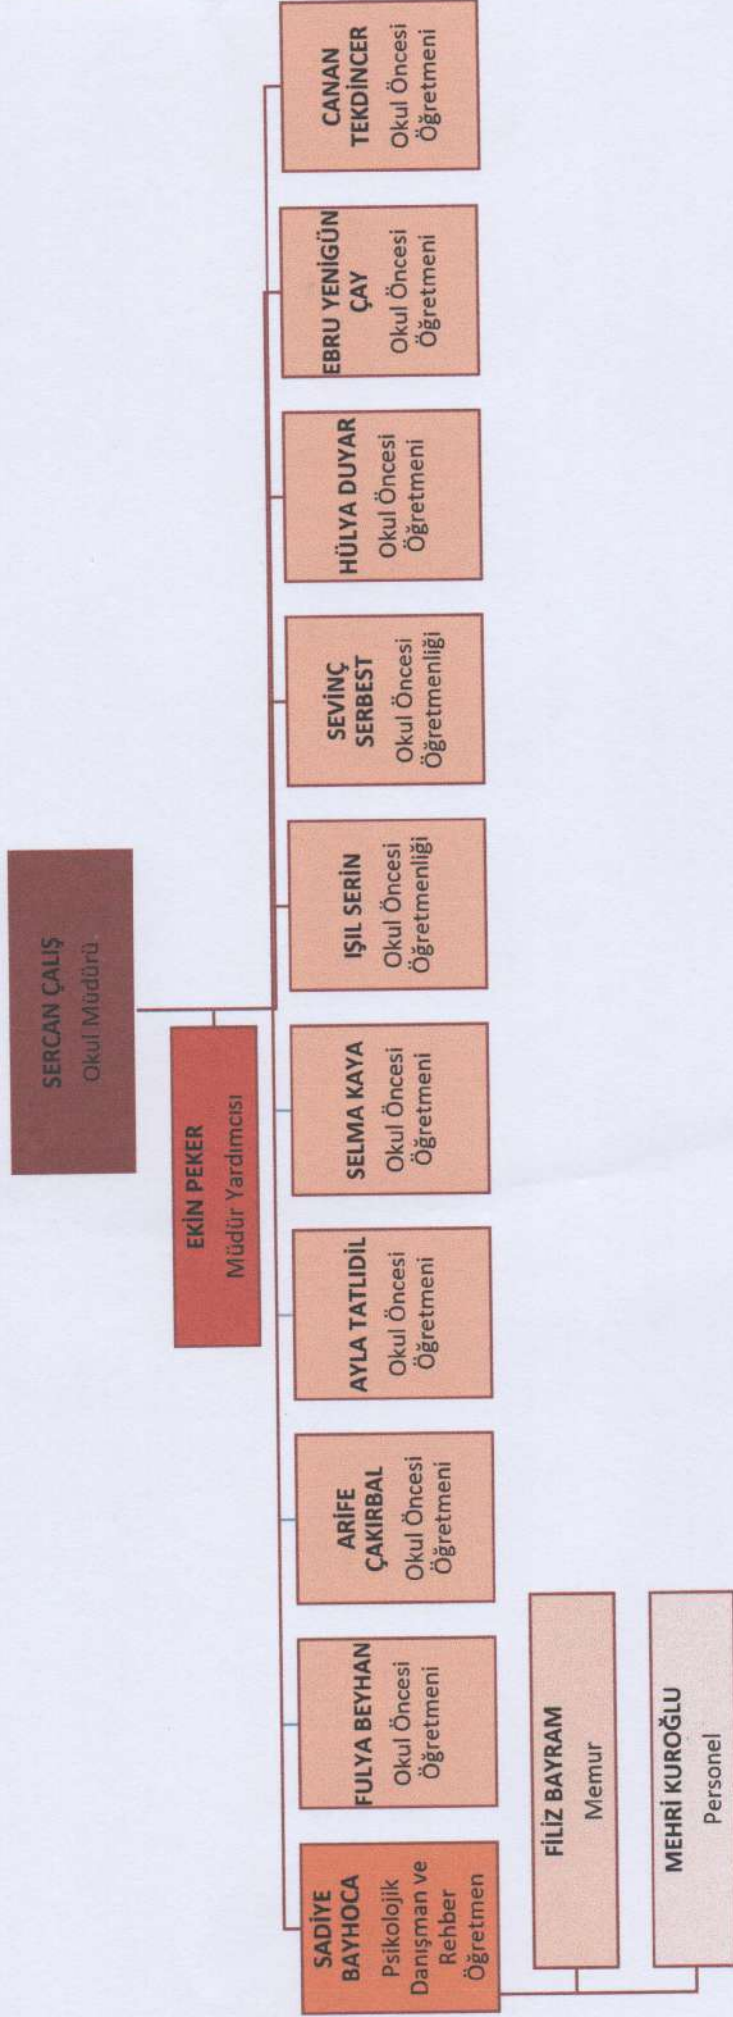 SERCAN ÇALIŞ
Okul Müdürü
EKİN PEKER
Müdür Yardımcısı
SADİYE
BAYHOCA
Psikolojik
Danışman ve
Rehber
Öğretmen
FULYA BEYHAN
Okul Öncesi
Öğretmeni
ARİFE
ÇAKIRBAL
Okul Öncesi
Öğretmeni
AYLA TATLIDİL
Okul Öncesi
Öğretmeni
SELMA KAYA
Okul Öncesi
Öğretmeni
IŞIL SERİN
Okul Öncesi
Öğretmenliği
SEVİNÇ
SERBEST
Okul Öncesi
Öğretmenliği
HÜLYA DUYAR
Okul Öncesi
Öğretmeni
EBRU YENİGÜN
ÇAY
Okul Öncesi
Öğretmeni
CANAN
TEKDİNCER
Okul Öncesi
Öğretmeni
FİLİZ BAYRAM
Memur
MEHRİ KUROĞLU
Personel